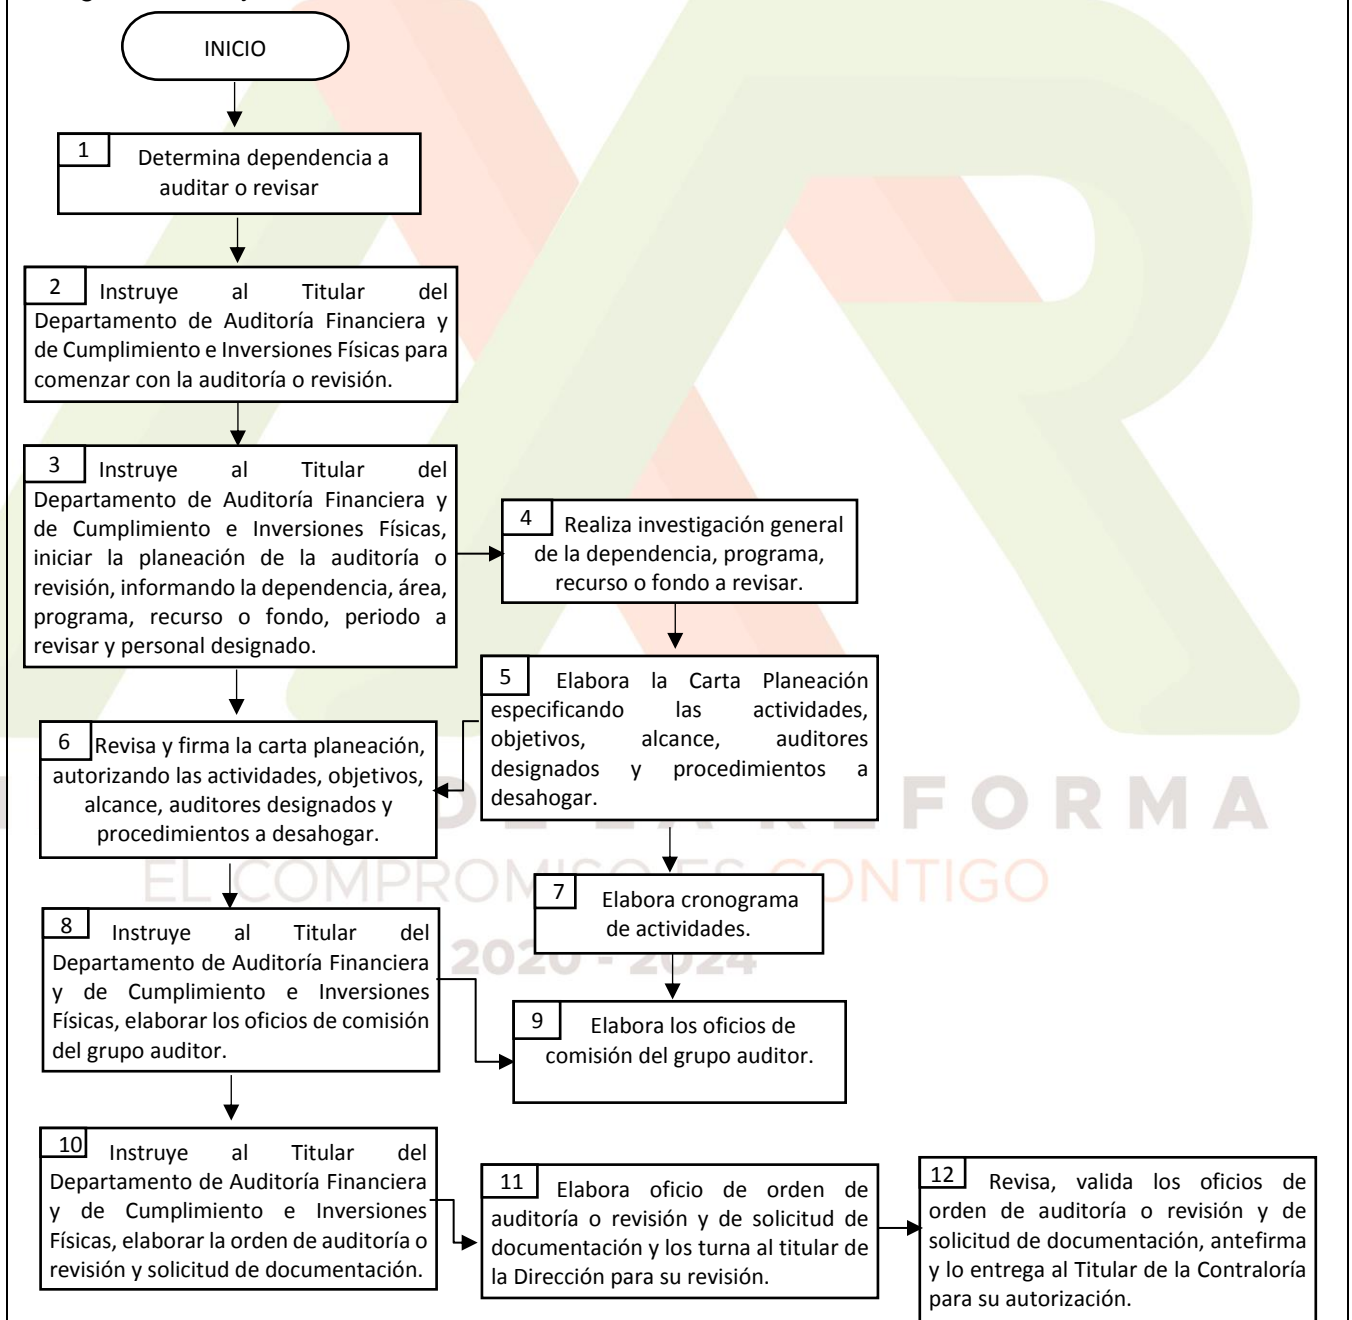 INICIO
1
Determina dependencia a
auditar o revisar
2
Instruye al Titular del
Departamento de Auditoría Financiera y
de Cumplimiento e Inversiones Físicas para
comenzar con la auditoría o revisión.
3
Instruye al Titular del
Departamento de Auditoría Financiera y
de Cumplimiento e Inversiones Físicas,
iniciar la planeación de la auditoría o
revisión, informando la dependencia, área,
programa, recurso o fondo, periodo a
revisar y personal designado.
4
Realiza investigación general
de la dependencia, programa,
recurso o fondo a revisar.
5
Elabora la Carta Planeación
especificando las actividades,
objetivos, alcance, auditores
designados y procedimientos a
desahogar.
6
Revisa y firma la carta planeación,
autorizando las actividades, objetivos,
alcance, auditores designados y
procedimientos a desahogar.
REFORMA
EL COMPROMISO ES CONTIGO
2020 - 2024
7
Elabora cronograma
de actividades.
8
Instruye al Titular del
Departamento de Auditoría Financiera
y de Cumplimiento e Inversiones
Físicas, elaborar los oficios de comisión
del grupo auditor.
9
Elabora los oficios de
comisión del grupo auditor.
10
Instruye al Titular del
Departamento de Auditoría Financiera
y de Cumplimiento e Inversiones
Físicas, elaborar la orden de auditoría o
revisión y solicitud de documentación.
11
Elabora oficio de orden de
auditoría o revisión y de solicitud de
documentación y los turna al titular de
la Dirección para su revisión.
12
Revisa, valida los oficios de
orden de auditoría o revisión y de
solicitud de documentación, antefirma
y lo entrega al Titular de la Contraloría
para su autorización.